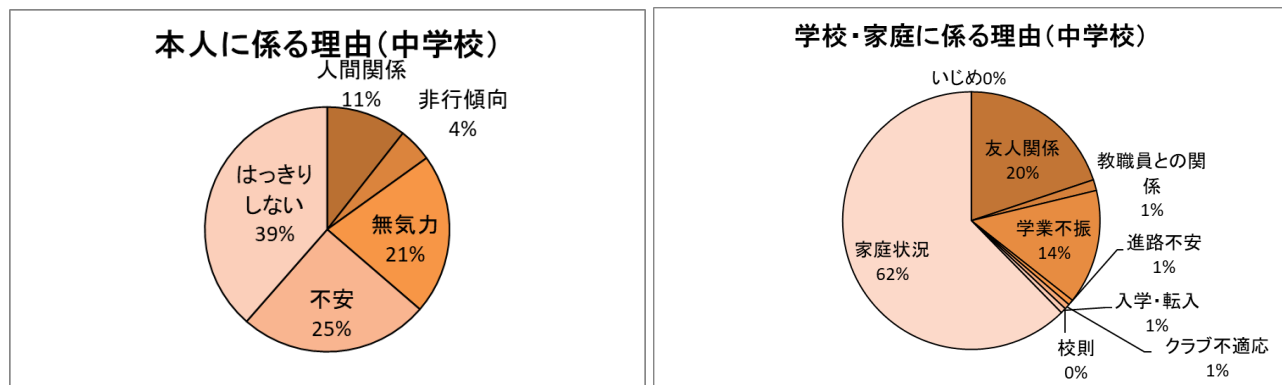 本人に係る理由（中学校）
人間関係
11%
非行傾向
4%
無気力
21%
不安
25%
はっきり
しない
39%
学校・家庭に係る理由（中学校）
いじめ0%
友人関係
20%
教職員との関
係
1%
学業不振
14%
進路不安
1%
入学・転入
1%
クラブ不適応
1%
校則
0%
家庭状況
62%